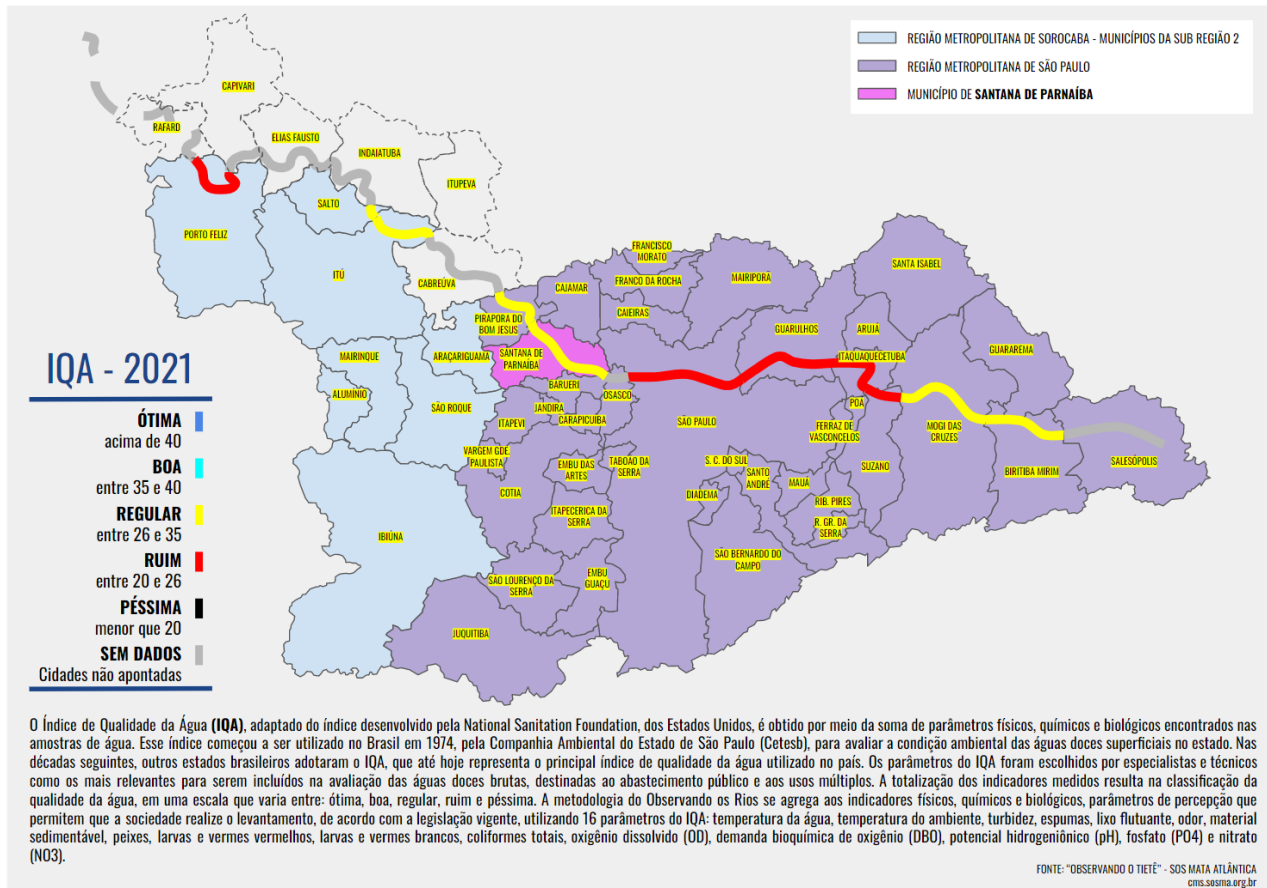 REGIÃO METROPOLITANA DE SOROCABA - MUNICÍPIOS DA SUB REGIÃO 2
REGIÃO METROPOLITANA DE SÃO PAULO
MUNICÍPIO DE SANTANA DE PARNAÍBA
CAPIVARI
RAFARD
ELIAS FAUSTO
INDAIATUBA
ITUPEVA
SALTO
PORTO FELIZ
ITÚ
CABREÚVA
FRANCISCO
MORATO
FRANCO DA ROCHA
MAIRIPORÃ
SANTA ISABEL
CAJAMAR
CAIEIRAS
PIRAPORA DO
BOM JESUS
GUARULHOS
ARUJÁ
GUARAREMA
MAIRINQUE
ARAÇARIGUAMA
SANTANA DE
PARNAÍBA
ITAQUAQUECETUBA
BARUERI
OSASCO
ALUMÍNIO
SÃO ROQUE
JANDIRA
CARAPICUIBA
ITAPEVI
SÃO PAULO
POÁ
FERRAZ DE
VASCONCELOS
MOGI DAS
CRUZES
VARGEM GDE.
PAULISTA
EMBU DAS
ARTES
TABOÃO DA
SERRA
S. C. DO SUL
SANTO
ANDRÉ
MAUÁ
SUZANO
BIRITIBA MIRIM
SALESÓPOLIS
COTIA
DIADEMA
RIB. PIRES
ITAPECERICA DA
SERRA
R. GR. DA
SERRA
IBIÚNA
SÃO BERNARDO DO
CAMPO
SÃO LOURENÇO DA
SERRA
EMBU
GUAÇU
JUQUITIBA
IQA - 2021
ÓTIMA
acima de 40
BOA
entre 35 e 40
REGULAR
entre 26 e 35
RUIM
entre 20 e 26
PÉSSIMA
menor que 20
SEM DADOS
Cidades não apontadas
O Índice de Qualidade da Água (IQA), adaptado do índice desenvolvido pela National Sanitation Foundation, dos Estados Unidos, é obtido por meio da soma de parâmetros físicos, químicos e biológicos encontrados nas
amostras de água. Esse índice começou a ser utilizado no Brasil em 1974, pela Companhia Ambiental do Estado de São Paulo (Cetesb), para avaliar a condição ambiental das águas doces superficiais no estado. Nas
décadas seguintes, outros estados brasileiros adotaram o IQA, que até hoje representa o principal índice de qualidade da água utilizado no país. Os parâmetros do IQA foram escolhidos por especialistas e técnicos
como os mais relevantes para serem incluídos na avaliação das águas doces brutas, destinadas ao abastecimento público e aos usos múltiplos. A totalização dos indicadores medidos resulta na classificação da
qualidade da água, em uma escala que varia entre: ótima, boa, regular, ruim e péssima. A metodologia do Observando os Rios se agrega aos indicadores físicos, químicos e biológicos, parâmetros de percepção que
permitem que a sociedade realize o levantamento, de acordo com a legislação vigente, utilizando 16 parâmetros do IQA: temperatura da água, temperatura do ambiente, turbidez, espumas, lixo flutuante, odor, material
sedimentável, peixes, larvas e vermes vermelhos, larvas e vermes brancos, coliformes totais, oxigênio dissolvido (OD), demanda bioquímica de oxigênio (DBO), potencial hidrogeniônico (pH), fosfato (PO4) e nitrato
(NO3).
FONTE: "OBSERVANDO O TIETÊ" - SOS MATA ATLÂNTICA
cms.sosma.org.br